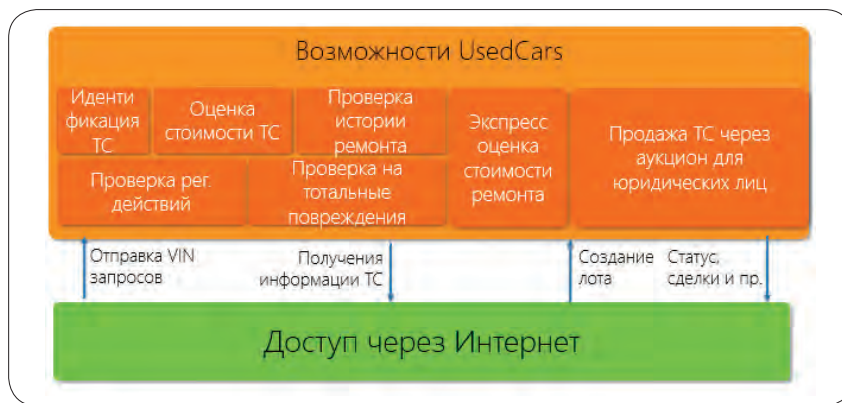 Возможности UsedCars
Иденти
фикация
ТС
Оценка
стоимости ТС
Проверка
истории
ремонта
Экспресс
оценка
стоимости
ремонта
Продажа ТС через
аукцион для
юридических лиц
Проверка рег.
действий
Проверка на
тотальные
повреждения
Отправка VIN
запросов
Получения
информации ТС
Создание
лота
Статус,
сделки и пр.
Доступ через Интернет